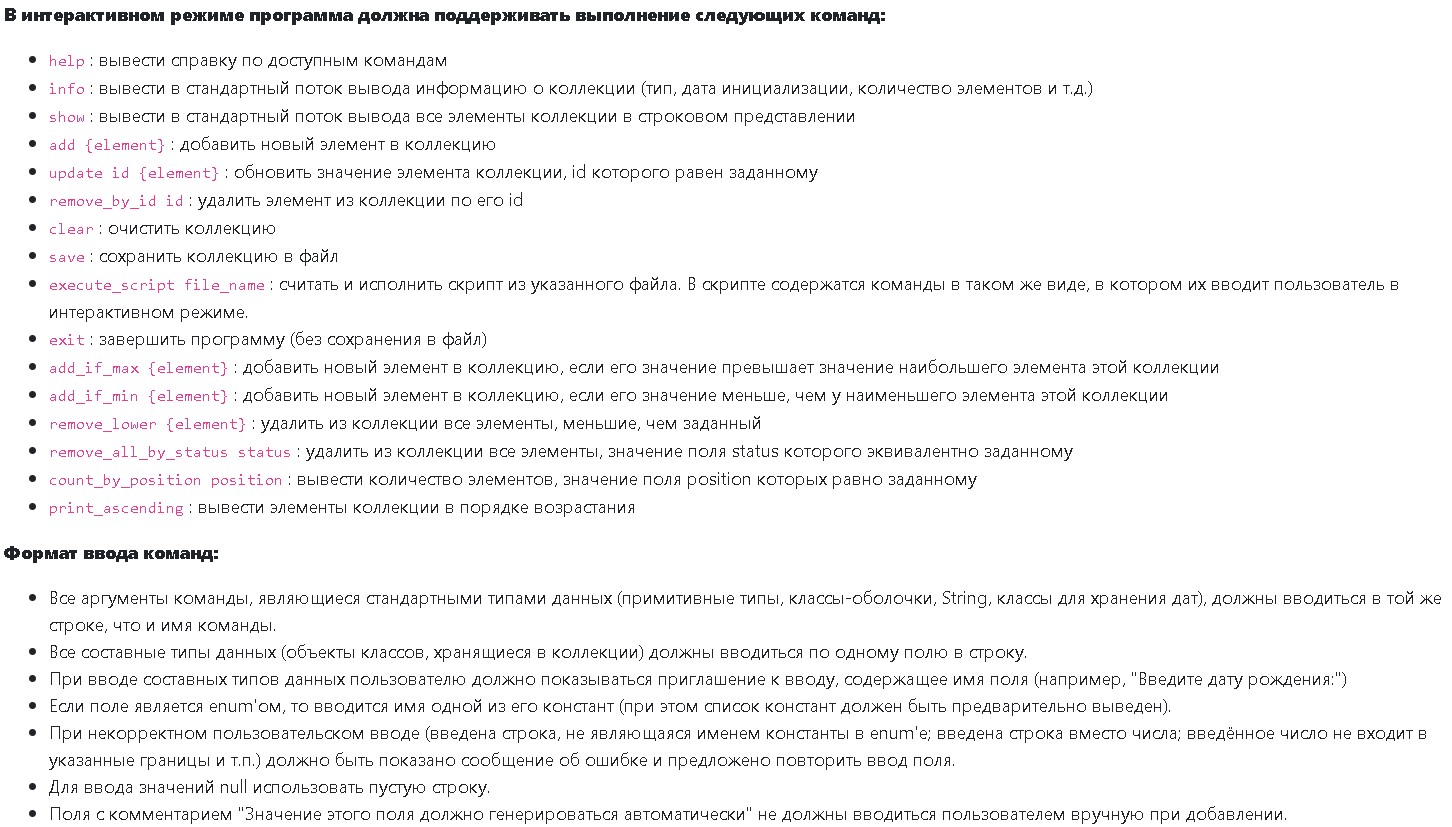 В интерактивном режиме программа должна поддерживать выполнение следующих команд:
help : вывести справку по доступным командам
info : вывести в стандартный поток вывода информацию о коллекции (тип, дата инициализации, количество элементов и т.д.)
show : вывести в стандартный поток вывода все элементы коллекции в строковом представлении
add {element} : добавить новый элемент в коллекцию
update id {element} : обновить значение элемента коллекции, id которого равен заданному
remove_by_id id : удалить элемент из коллекции по его id
clear : очистить коллекцию
save : сохранить коллекцию в файл
execute_script file_name : считать и исполнить скрипт из указанного файла. В скрипте содержатся команды в таком же виде, в котором их вводит пользователь в
интерактивном режиме.
exit : завершить программу (без сохранения в файл)
add_if_max {element} : добавить новый элемент в коллекцию, если его значение превышает значение наибольшего элемента этой коллекции
add_if_min {element} : добавить новый элемент в коллекцию, если его значение меньше, чем у наименьшего элемента этой коллекции
remove_lower {element} : удалить из коллекции все элементы, меньшие, чем заданный
remove_all_by_status status : удалить из коллекции все элементы, значение поля status которого эквивалентно заданному
count_by_position position : вывести количество элементов, значение поля position которых равно заданному
print_ascending : вывести элементы коллекции в порядке возрастания
Формат ввода команд:
Все аргументы команды, являющиеся стандартными типами данных (примитивные типы, классы-оболочки, String, классы для хранения дат), должны вводиться в той же
строке, что и имя команды.
Все составные типы данных (объекты классов, хранящиеся в коллекции) должны вводиться по одному полю в строку.
При вводе составных типов данных пользователю должно показываться приглашение к вводу, содержащее имя поля (например, "Введите дату рождения:")
Если поле является enum'ом, то вводится имя одной из его констант (при этом список констант должен быть предварительно выведен).
При некорректном пользовательском вводе (введена строка, не являющаяся именем константы в enum'е; введена строка вместо числа; введённое число не входит в
указанные границы и т.п.) должно быть показано сообщение об ошибке и предложено повторить ввод поля.
Для ввода значений null использовать пустую строку.
Поля с комментарием "Значение этого поля должно генерироваться автоматически" не должны вводиться пользователем вручную при добавлении.